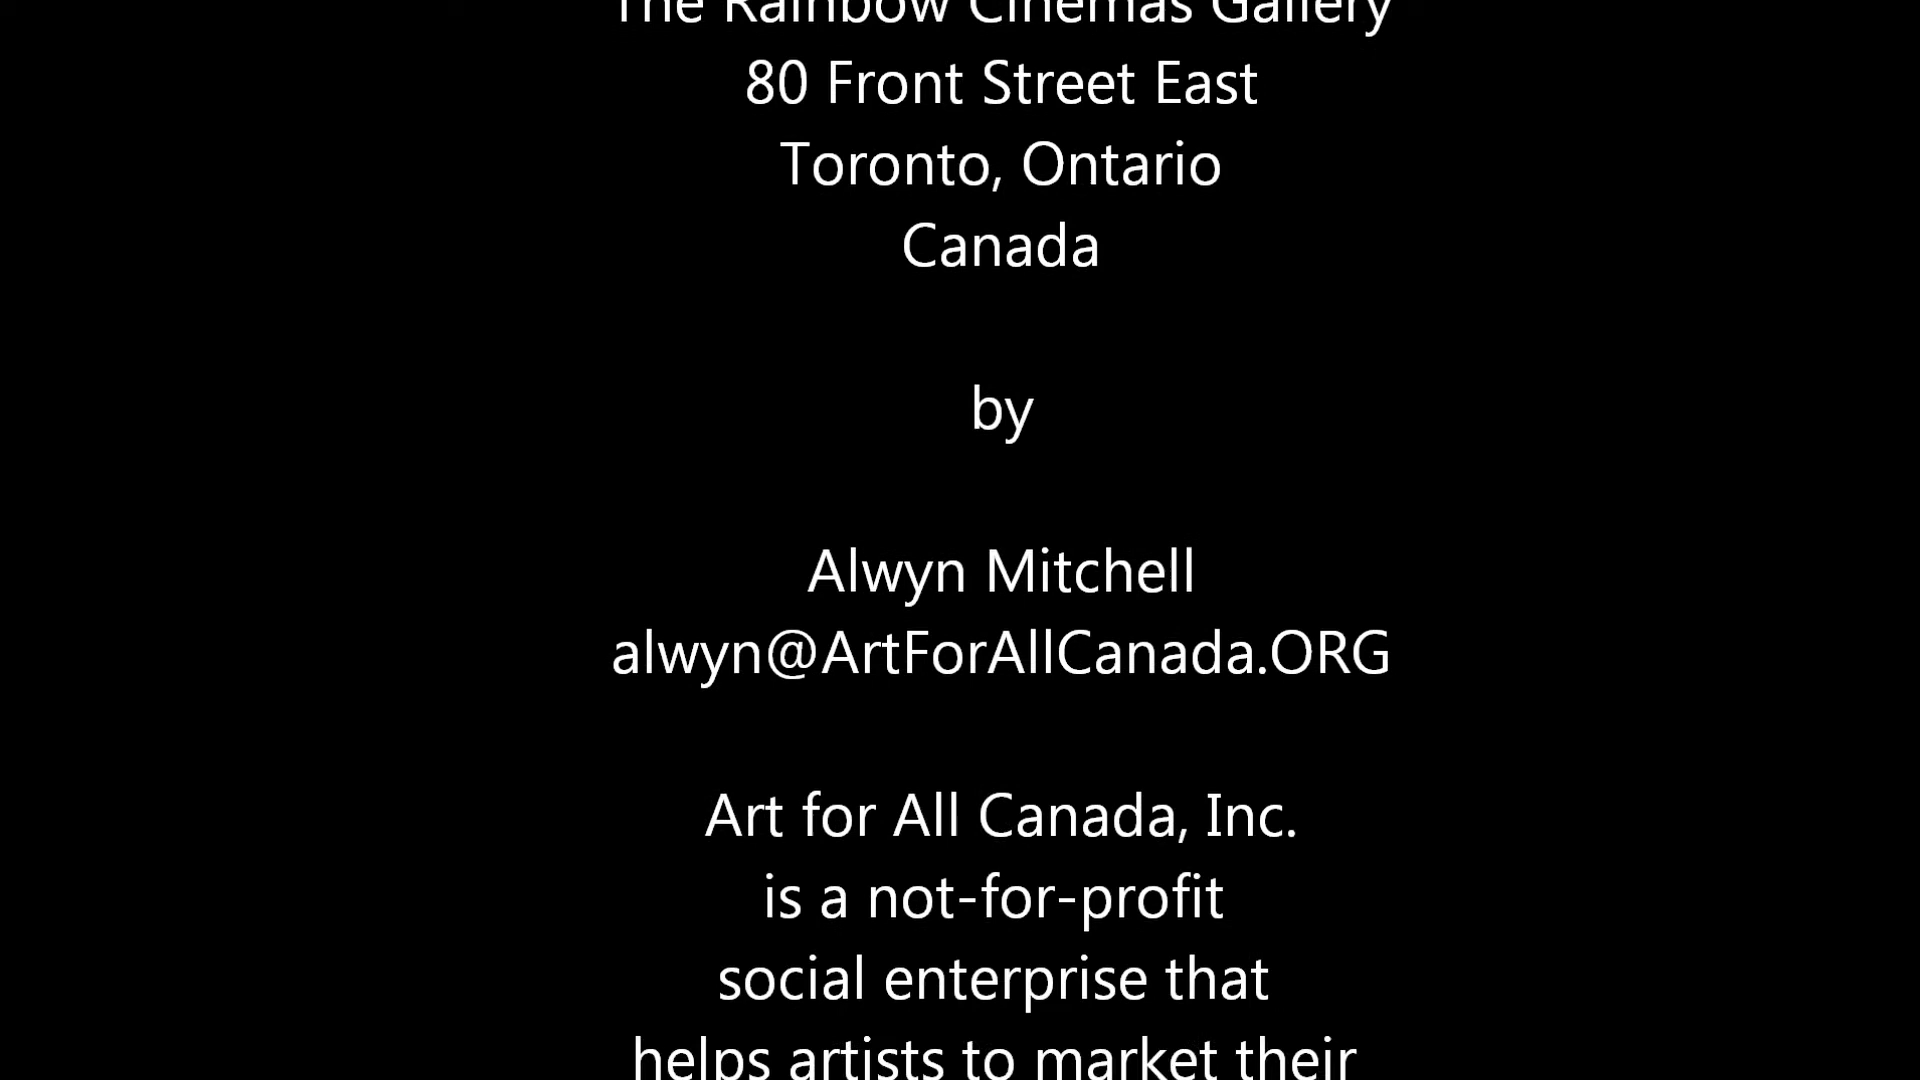 The Rainbow Cinemas Gallery
80 Front Street East
Toronto, Ontario
Canada
by
Alwyn Mitchell
alwyn@ArtForAllCanada.ORG
Art for All Canada, Inc.
is a not-for-profit
social enterprise that
helps artists to market their